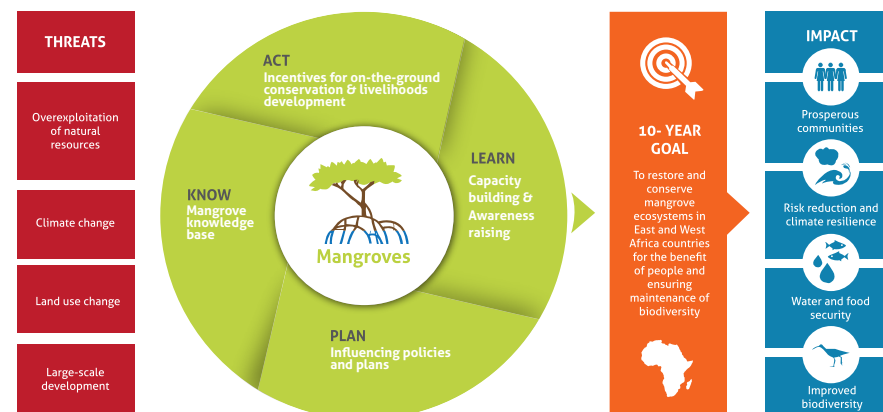 THREATS
Overexploitation
of natural
resources
Climate change
Land use change
Large-scale
development
ACT
Incentives for on-the-ground
conservation & livelihoods
development
LEARN
Capacity
building &
Awareness
raising
KNOW
Mangrove
knowledge
base
Mangroves
PLAN
Influencing policies
and plans
10- YEAR
GOAL
To restore and
conserve
mangrove
ecosystems in
East and West
Africa countries
for the benefit
of people and
ensuring
maintenance of
biodiversity
IMPACT
Prosperous
communities
Risk reduction and
climate resilience
Water and food
security
Improved
biodiversity